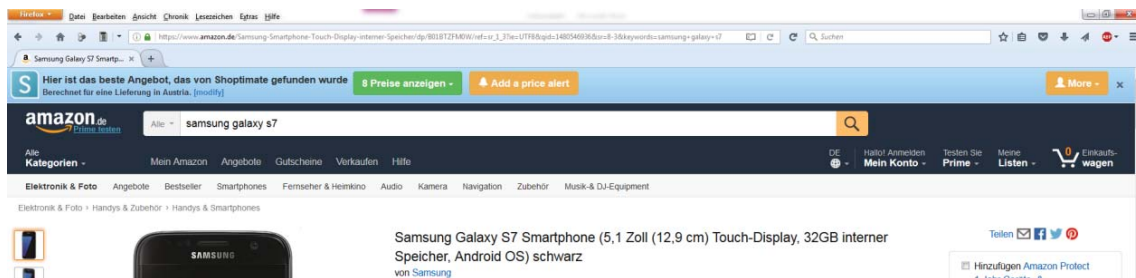 Firefox
Datei Bearbeiten Ansicht Chronik Lesezeichen Extras Hilfe
https://www.amazon.de/Samsung-Smartphone-Touch-Display-interner-Speicher/dp/B01BTZFM0W/ref=sr_1_3?ie=UTF8&qid=1480546936&sr=8-3&keywords=samsung+galaxy+s7
Suchen
Samsung Galaxy S7 Smartp...
S Hier ist das beste Angebot, das von Shoptimate gefunden wurde 8 Preise anzeigen Add a price alert More
Berechnet für eine Lieferung in Austria. [modify]
amazon.de
Prime testen
Alle samsung galaxy s7
Alle
Kategorien
Mein Amazon Angebote Gutscheine Verkaufen Hilfe
DE
Hallo! Anmelden
Mein Konto
Testen Sie
Prime
Meine
Listen
0 Einkaufs-
wagen
Elektronik & Foto Angebote Bestseller Smartphones Fernseher & Heimkino Audio Kamera Navigation Zubehör Musik-& DJ-Equipment
Elektronik & Foto › Handys & Zubehör › Handys & Smartphones
SAMSUNG
Samsung Galaxy S7 Smartphone (5,1 Zoll (12,9 cm) Touch-Display, 32GB interner
Speicher, Android OS) schwarz
von Samsung
Teilen
Hinzufügen Amazon Protect